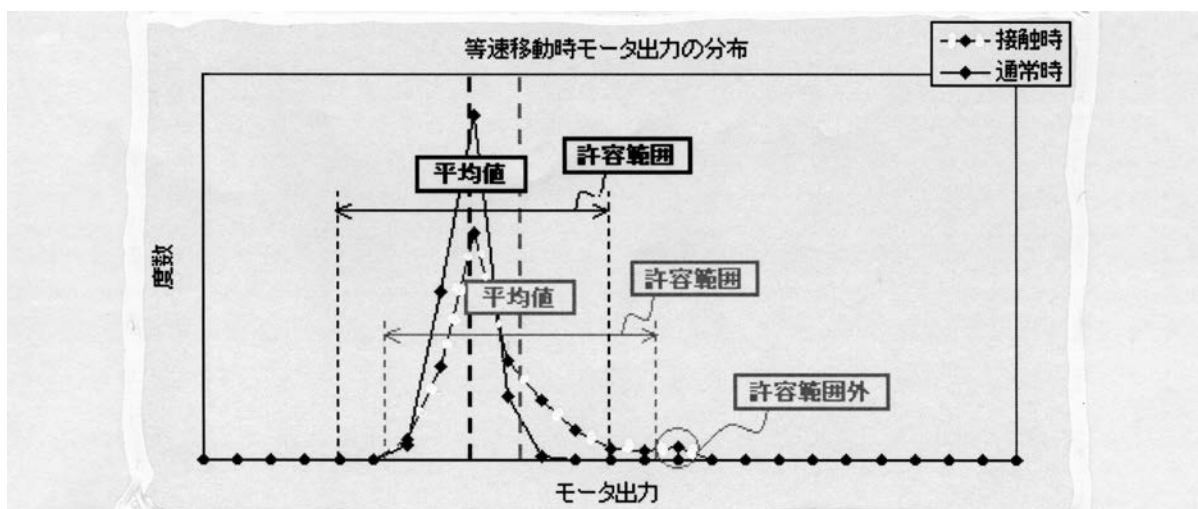 等速移動時モータ出力の分布
接触時
通常時
許容範囲
平均値
許容範囲
平均値
許容範囲外
度数
モータ出力